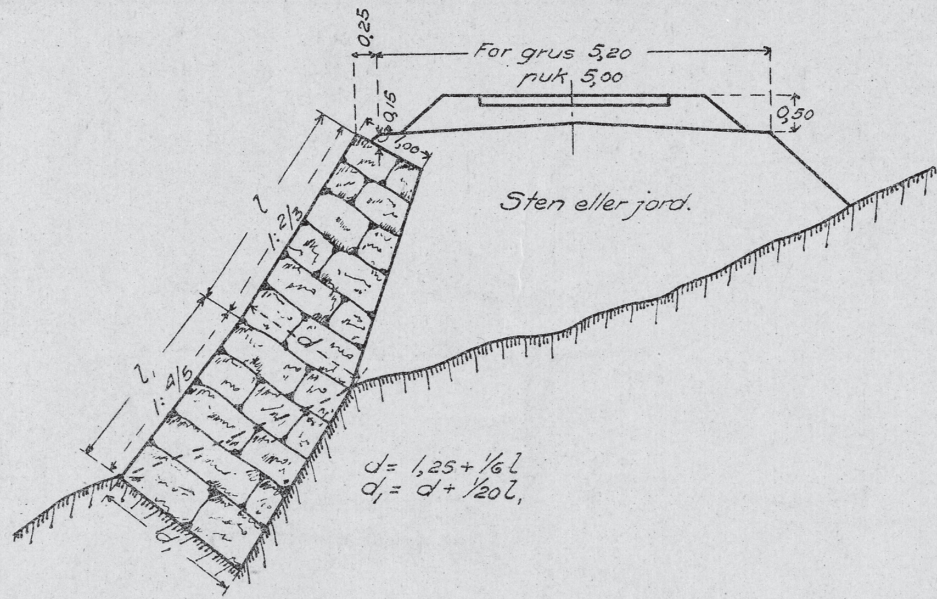 0,25
For grus 5,20
puk 5,00
0,15
0,50
1,00
Sten eller jord.
l
1:2/3
d
l,
1:4/5
d = 1,25 + 1/6 l
d, = d + 1/20 l,
d,